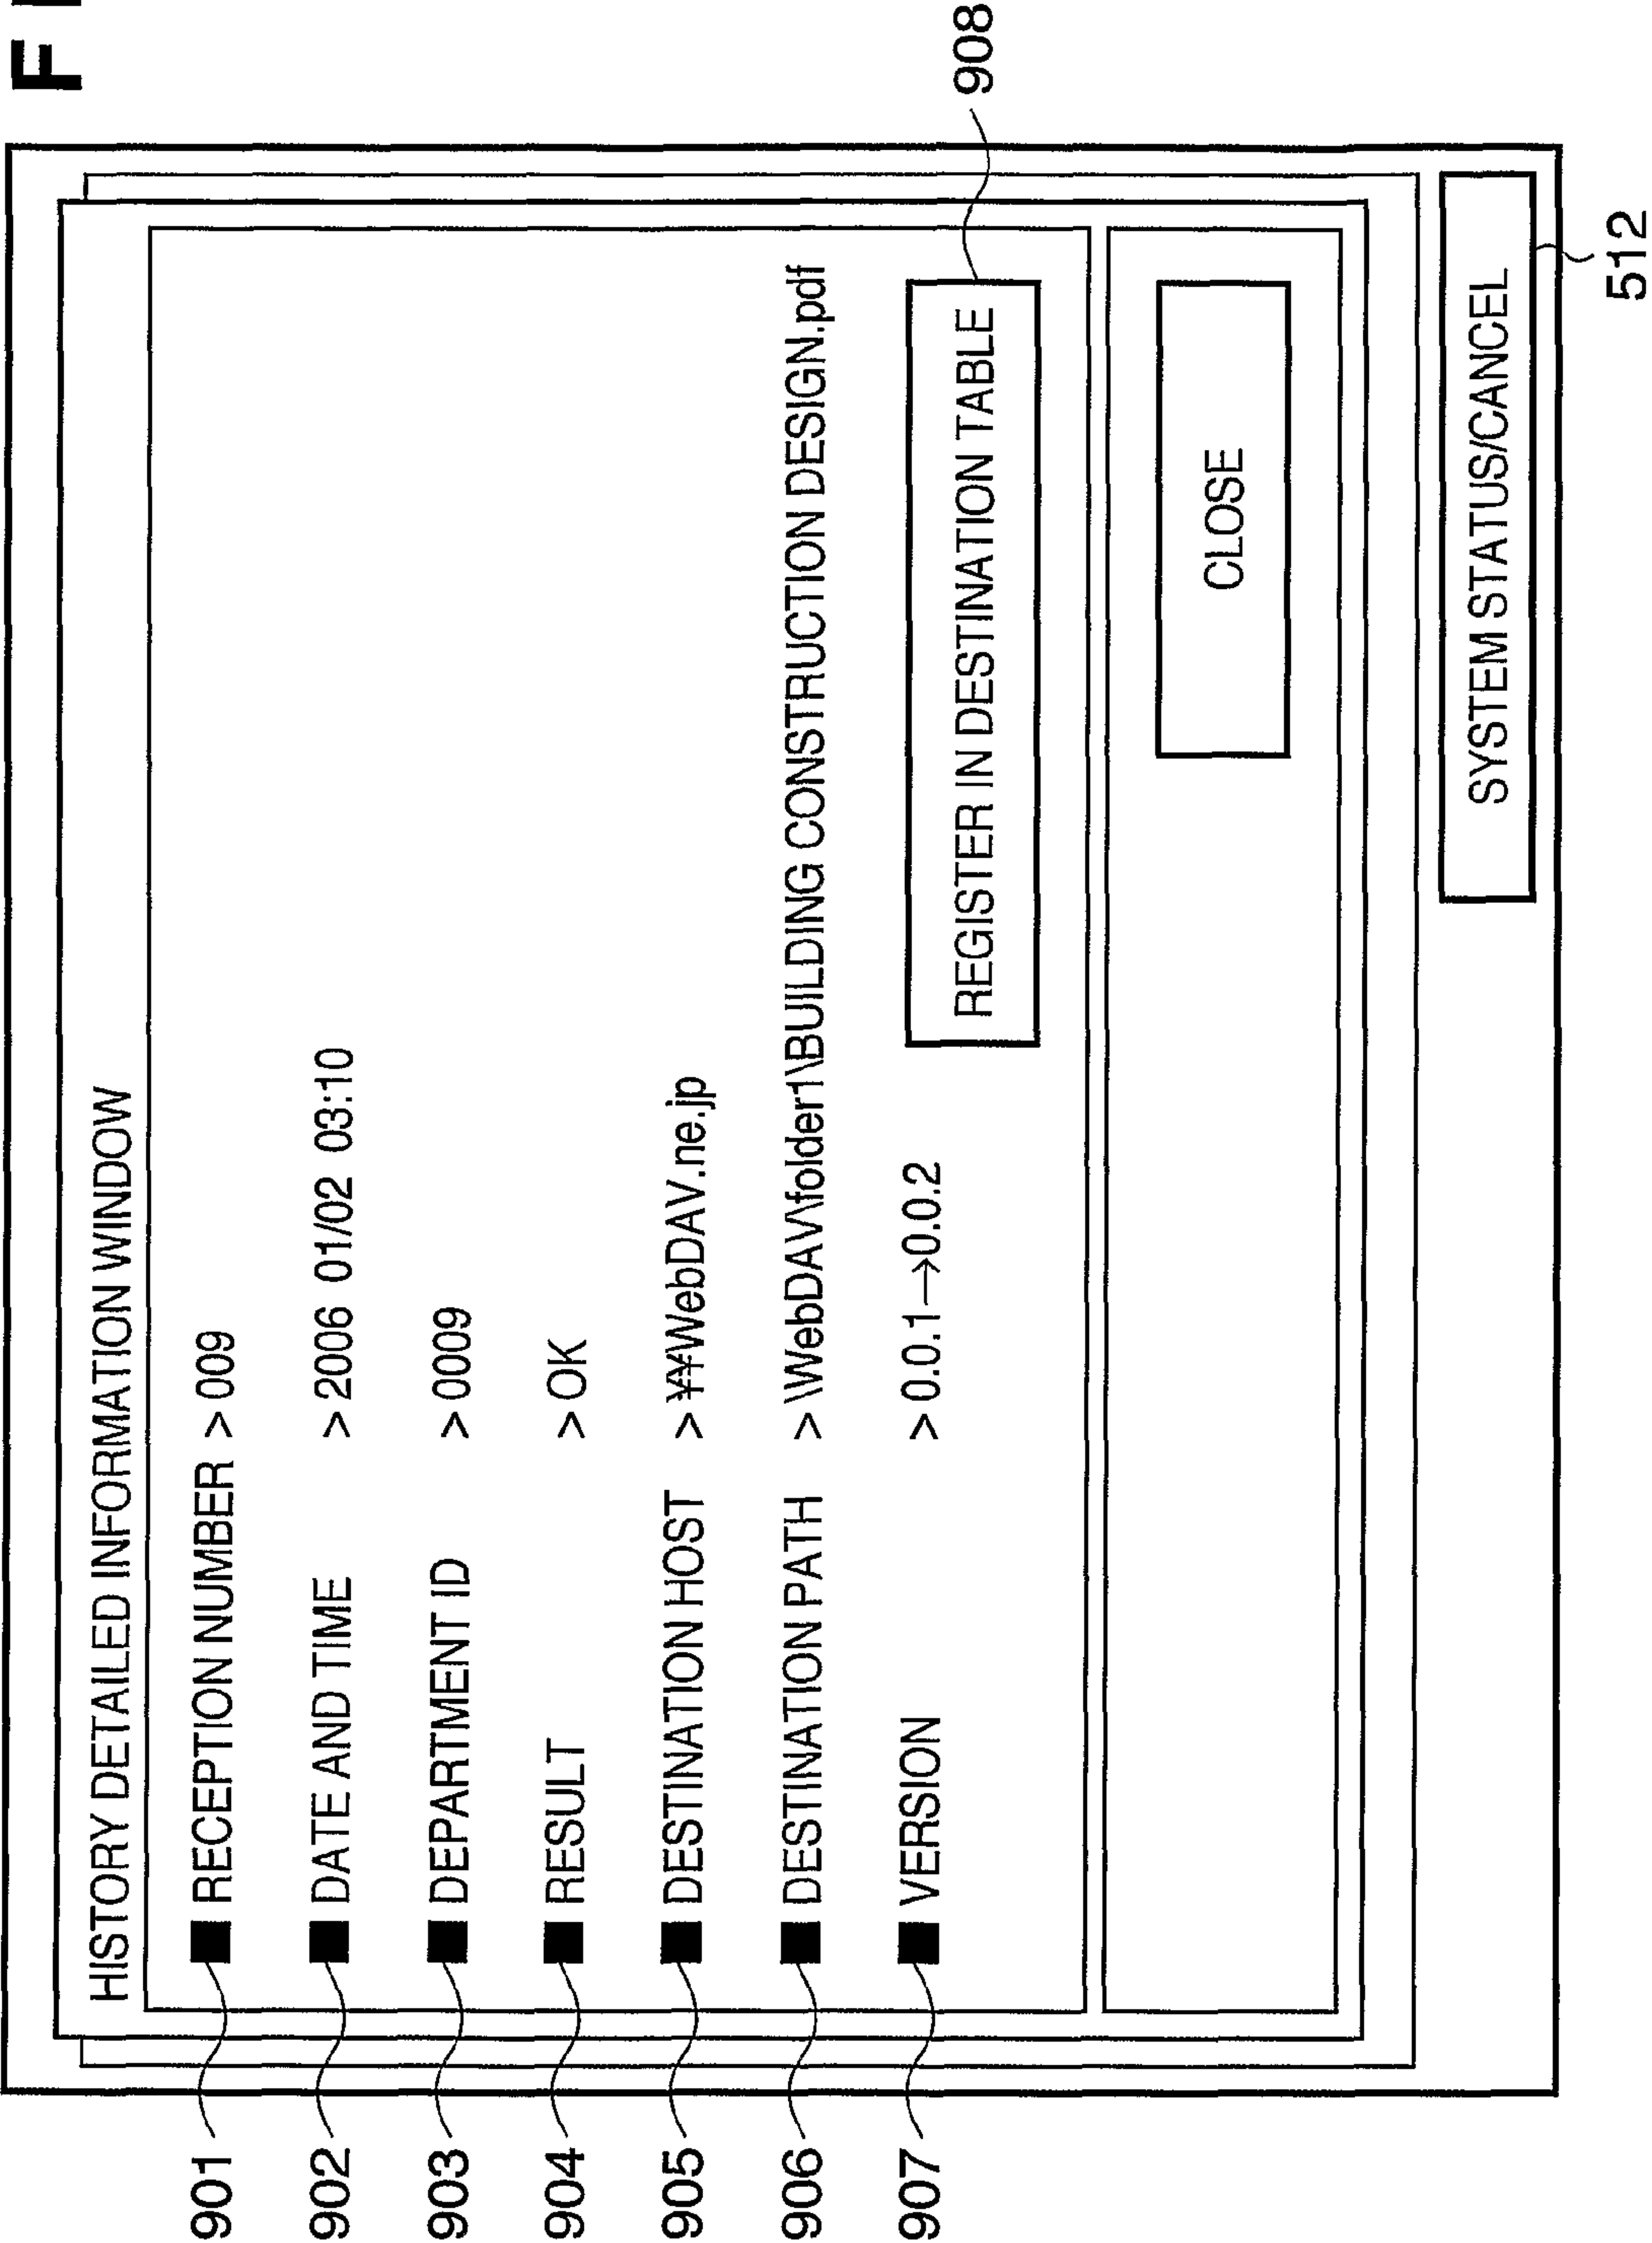 HISTORY DETAILED INFORMATION WINDOW
901 ■ RECEPTION NUMBER > 009
902 ■ DATE AND TIME > 2006 01/02 03:10
903 ■ DEPARTMENT ID > 0009
904 ■ RESULT > OK
905 ■ DESTINATION HOST > ¥¥WebDAV.ne.jp
906 ■ DESTINATION PATH > \WebDAV\folder1\BUILDING CONSTRUCTION DESIGN.pdf
907 ■ VERSION > 0.0.1→0.0.2
REGISTER IN DESTINATION TABLE 908
CLOSE
SYSTEM STATUS/CANCEL
512